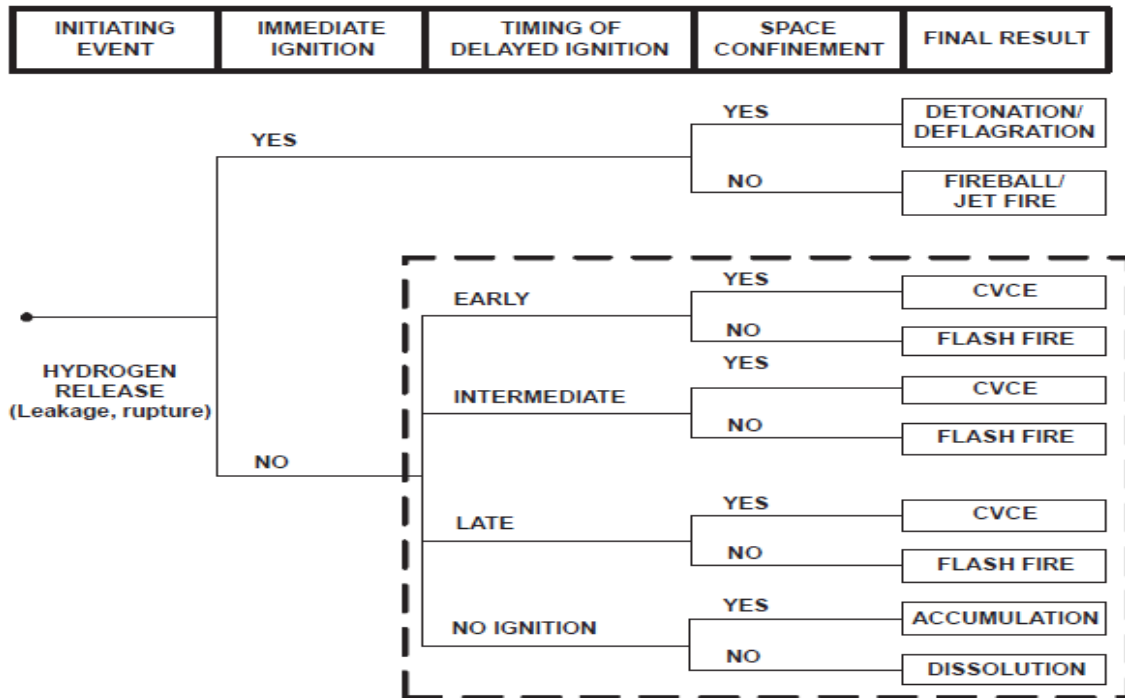 INITIATING
EVENT
IMMEDIATE
IGNITION
TIMING OF
DELAYED IGNITION
SPACE
CONFINEMENT
FINAL RESULT
YES
YES
DETONATION/
DEFLAGRATION
NO
FIREBALL/
JET FIRE
HYDROGEN
RELEASE
(Leakage, rupture)
NO
EARLY
YES
CVCE
NO
FLASH FIRE
INTERMEDIATE
YES
CVCE
NO
FLASH FIRE
LATE
YES
CVCE
NO
FLASH FIRE
NO IGNITION
YES
ACCUMULATION
NO
DISSOLUTION